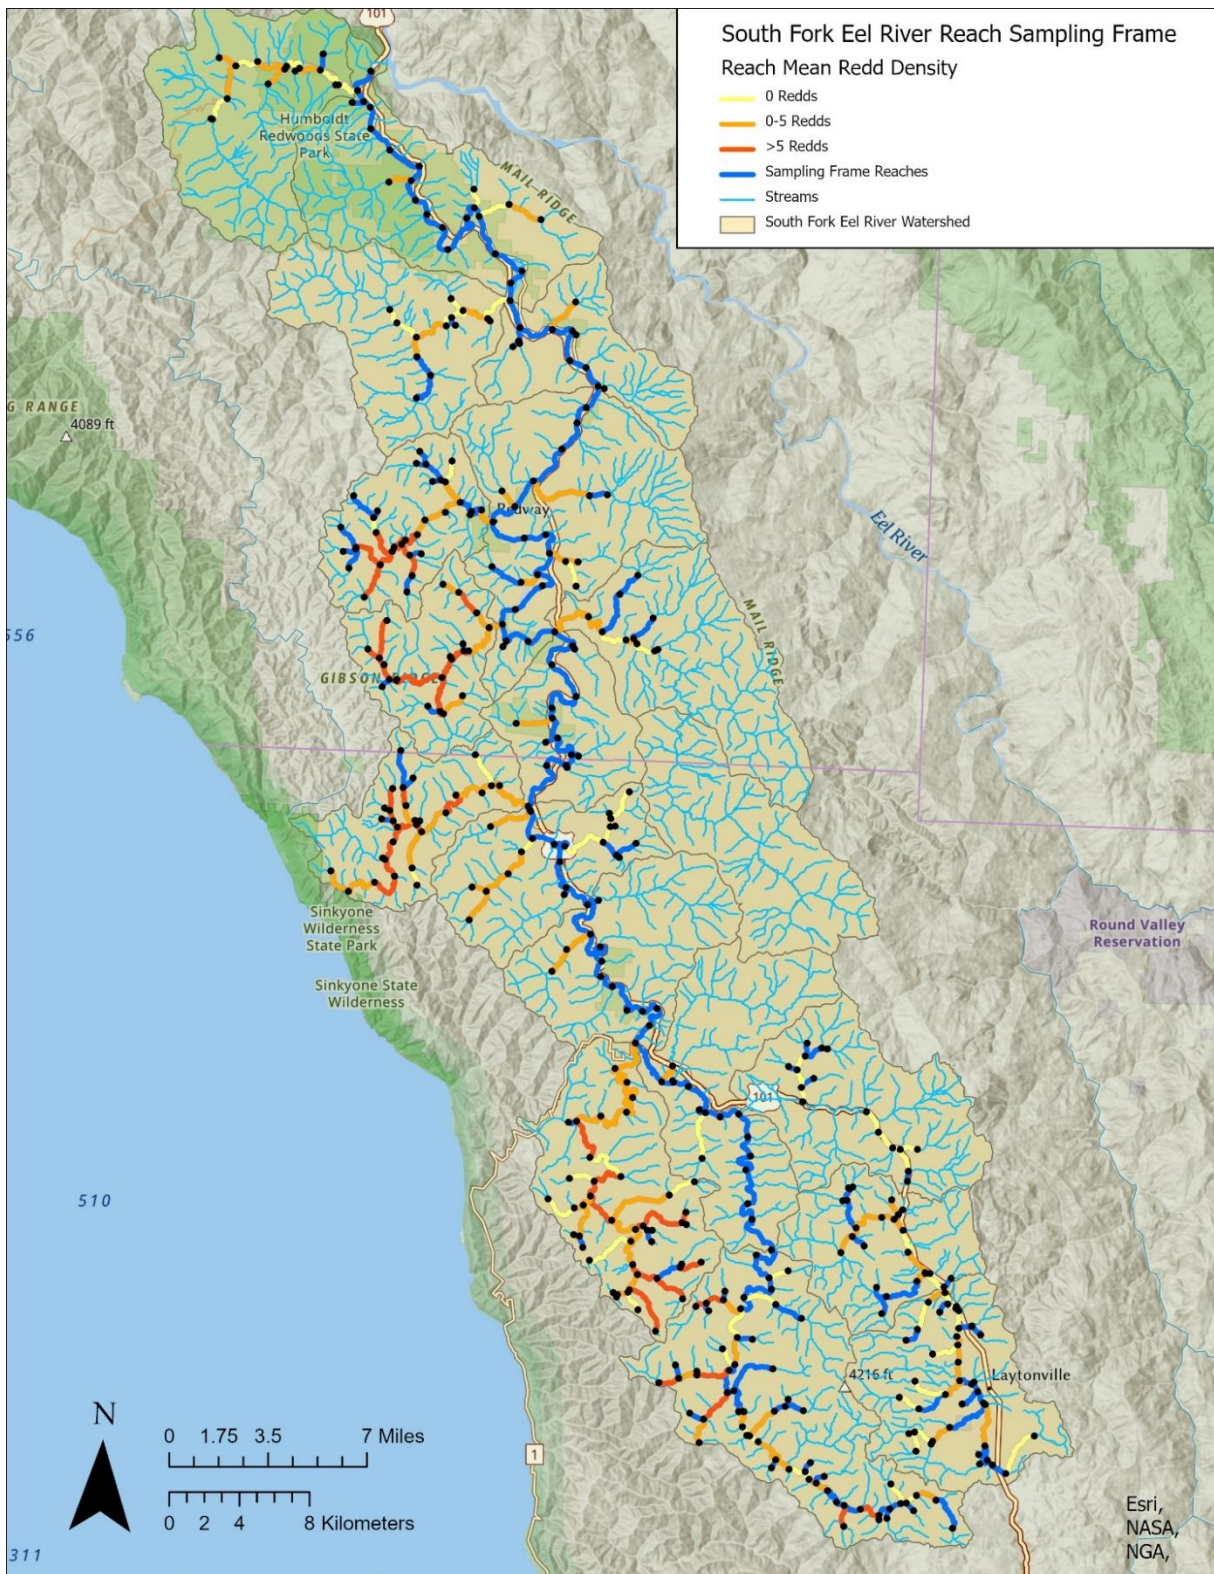 South Fork Eel River Reach Sampling Frame
Reach Mean Redd Density
0 Redds
0-5 Redds
>5 Redds
Sampling Frame Reaches
Streams
South Fork Eel River Watershed
101
Humboldt
Redwoods State
Park
MAIL RIDGE
G RANGE
4089 ft
Redway
Eel River
556
MAIL RIDGE
GIBSON RIDGE
Sinkyone
Wilderness
State Park
Sinkyone State
Wilderness
Round Valley
Reservation
101
510
4216 ft
Laytonville
N
0 1.75 3.5 7 Miles
0 2 4 8 Kilometers
1
311
Esri,
NASA,
NGA,